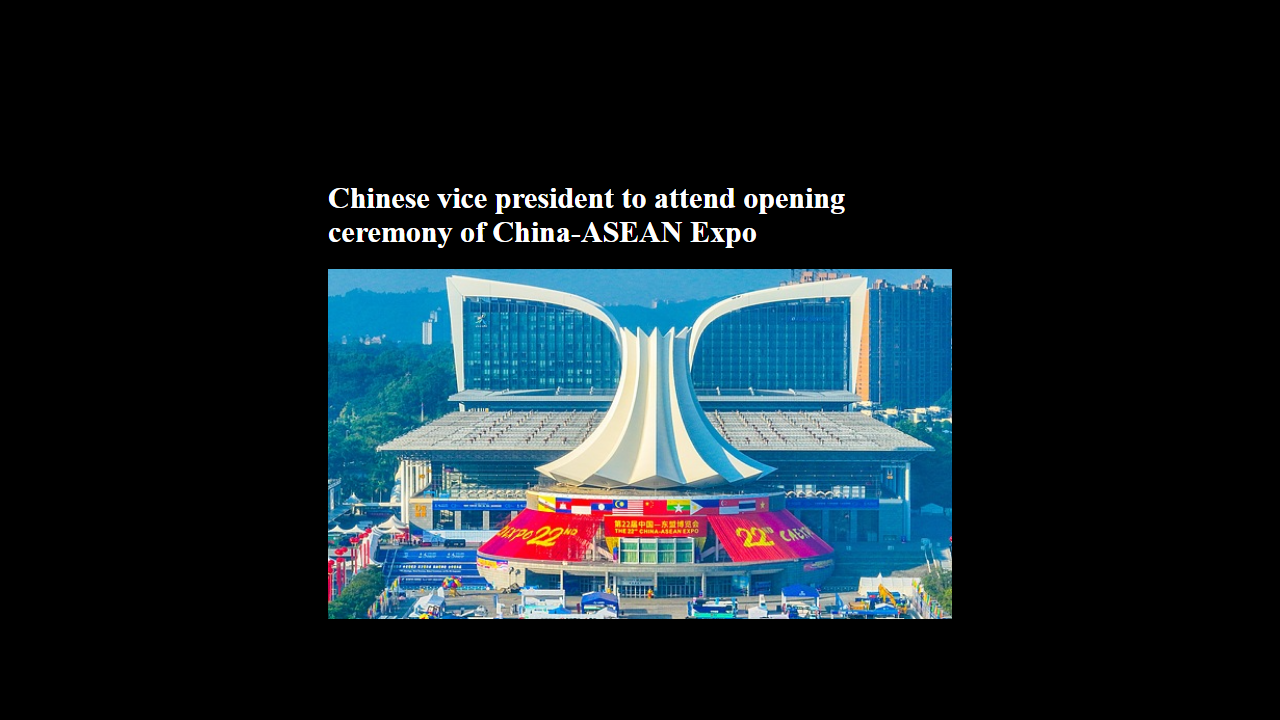 Chinese vice president to attend opening
ceremony of China-ASEAN Expo
第22届中国—东盟博览会
THE 22ⁿᵈ CHINA-ASEAN EXPO
22ND
22ND CAEXPO